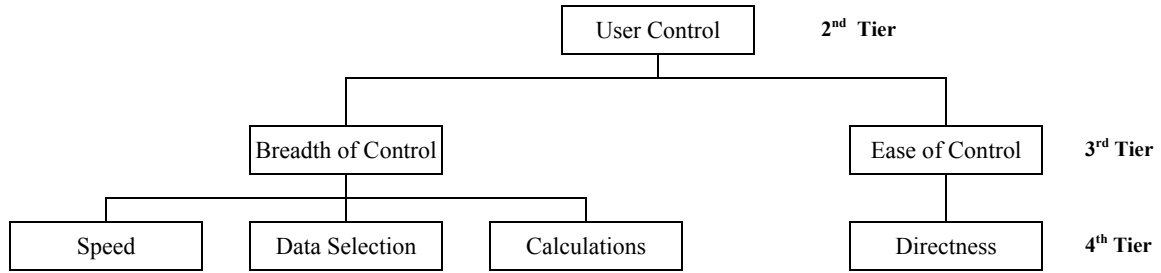 User Control 2nd Tier
Breadth of Control Ease of Control 3rd Tier
Speed Data Selection Calculations Directness 4th Tier